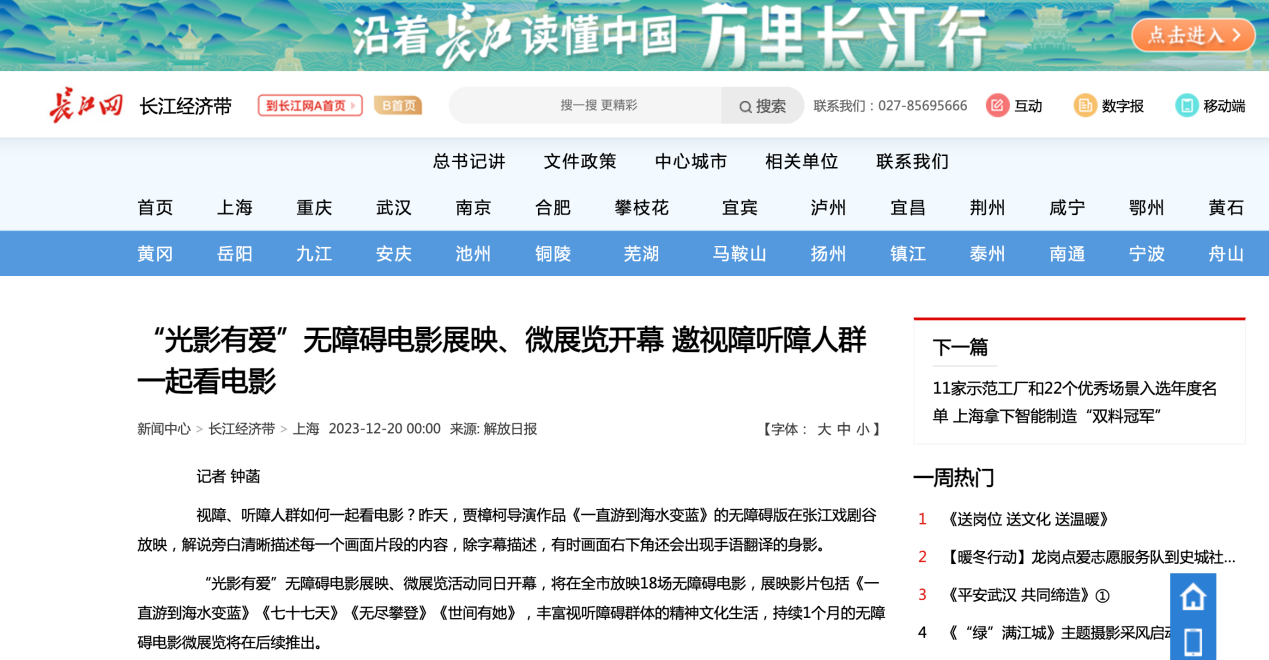 沿着长江读懂中国 万里长江行
点击进入 >
长江网 长江经济带 到长江网A首页 B首页 搜一搜 更精彩 搜索 联系我们：027-85695666 互动 数字报 移动端
总书记讲 文件政策 中心城市 相关单位 联系我们
首页 上海 重庆 武汉 南京 合肥 攀枝花 宜宾 泸州 宜昌 荆州 咸宁 鄂州 黄石
黄冈 岳阳 九江 安庆 池州 铜陵 芜湖 马鞍山 扬州 镇江 泰州 南通 宁波 舟山
“光影有爱”无障碍电影展映、微展览开幕 邀视障听障人群
一起看电影
新闻中心 > 长江经济带 > 上海 2023-12-20 00:00 来源: 解放日报
【字体： 大 中 小】
记者 钟菡
视障、听障人群如何一起看电影？昨天，贾樟柯导演作品《一直游到海水变蓝》的无障碍版在张江戏剧谷
放映，解说旁白清晰描述每一个画面片段的内容，除字幕描述，有时画面右下角还会出现手语翻译的身影。
“光影有爱”无障碍电影展映、微展览活动同日开幕，将在全市放映18场无障碍电影，展映影片包括《一
直游到海水变蓝》《七十七天》《无尽攀登》《世间有她》，丰富视听障碍群体的精神文化生活，持续1个月的无障
碍电影微展览将在后续推出。
下一篇
11家示范工厂和22个优秀场景入选年度名
单 上海拿下智能制造“双料冠军”
一周热门
1 《送岗位 送文化 送温暖》
2 【暖冬行动】龙岗点爱志愿服务队到史城社...
3 《平安武汉 共同缔造》①
4 《“绿”满江城》主题摄影采风启动